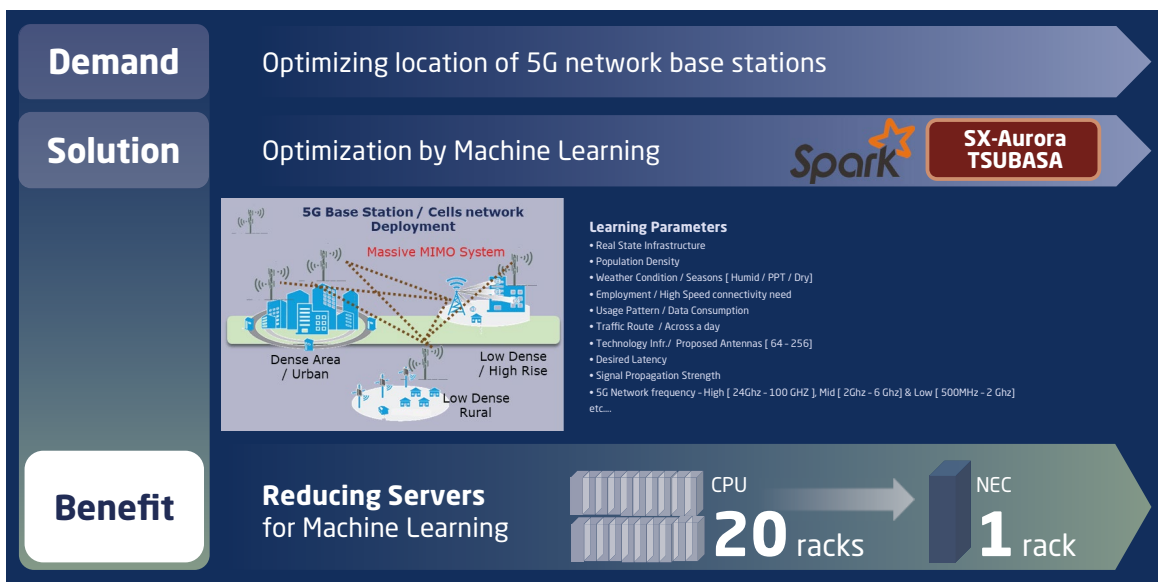 Demand
Optimizing location of 5G network base stations
Solution
Optimization by Machine Learning
Spark
SX-Aurora
TSUBASA
5G Base Station / Cells network
Deployment
Massive MIMO System
Dense Area
/ Urban
Low Dense
/ High Rise
Low Dense
Rural
Learning Parameters
• Real State Infrastructure
• Population Density
• Weather Condition / Seasons [ Humid / PPT / Dry]
• Employment / High Speed connectivity need
• Usage Pattern / Data Consumption
• Traffic Route / Across a day
• Technology Infr./ Proposed Antennas [ 64 – 256]
• Desired Latency
• Signal Propagation Strength
• 5G Network frequency – High [ 24Ghz – 100 GHZ ], Mid [ 2Ghz – 6 Ghz] & Low [ 500MHz – 2 Ghz]
etc....
Benefit
Reducing Servers
for Machine Learning
CPU
20 racks
NEC
1 rack